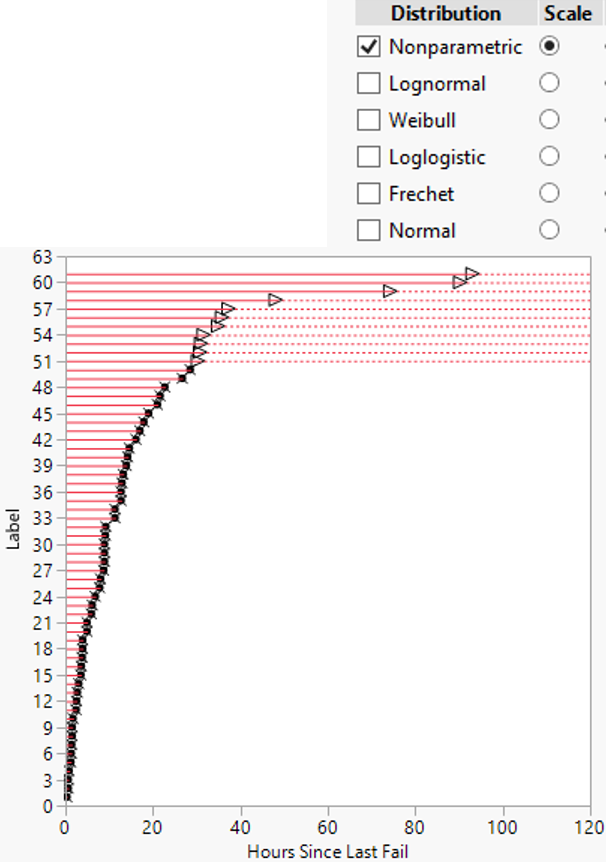 Distribution Scale
Nonparametric
Lognormal
Weibull
Loglogistic
Frechet
Normal
63
60
57
54
51
48
45
42
39
36
33
30
27
24
21
18
15
12
9
6
3
0
Label
0 20 40 60 80 100 120
Hours Since Last Fail